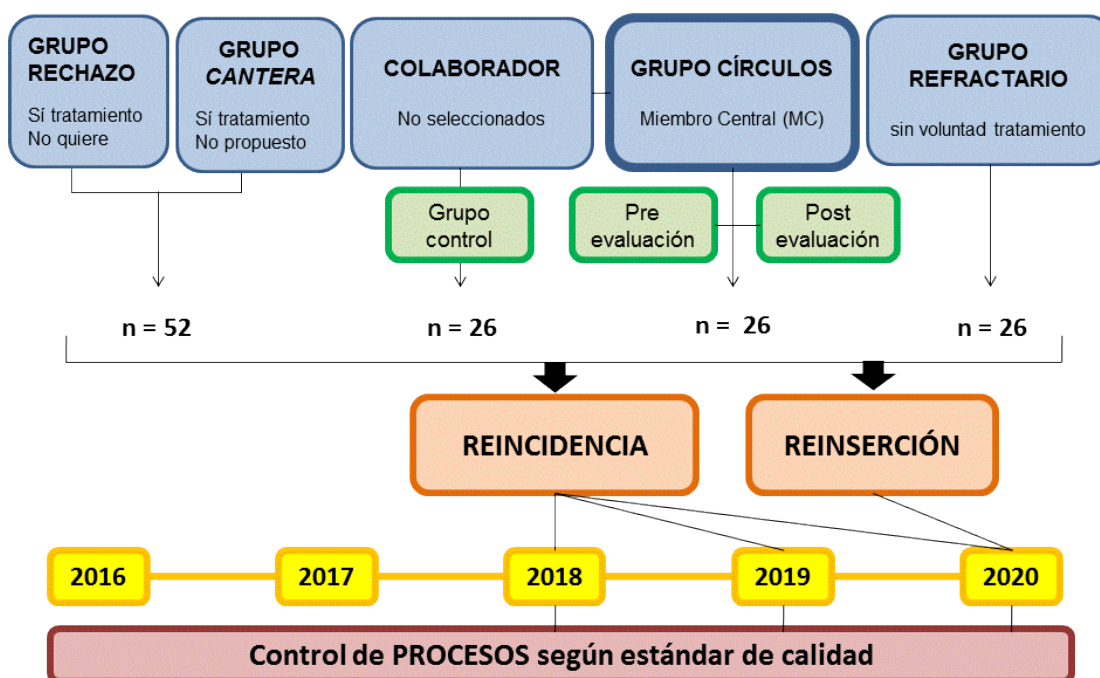 GRUPO
RECHAZO
Sí tratamiento
No quiere
GRUPO
CANTERA
Sí tratamiento
No propuesto
COLABORADOR
No seleccionados
GRUPO CÍRCULOS
Miembro Central (MC)
GRUPO
REFRACTARIO
sin voluntad tratamiento
Grupo
control
Pre
evaluación
Post
evaluación
n = 52
n = 26
n = 26
n = 26
REINCIDENCIA
REINSERCIÓN
2016
2017
2018
2019
2020
Control de PROCESOS según estándar de calidad